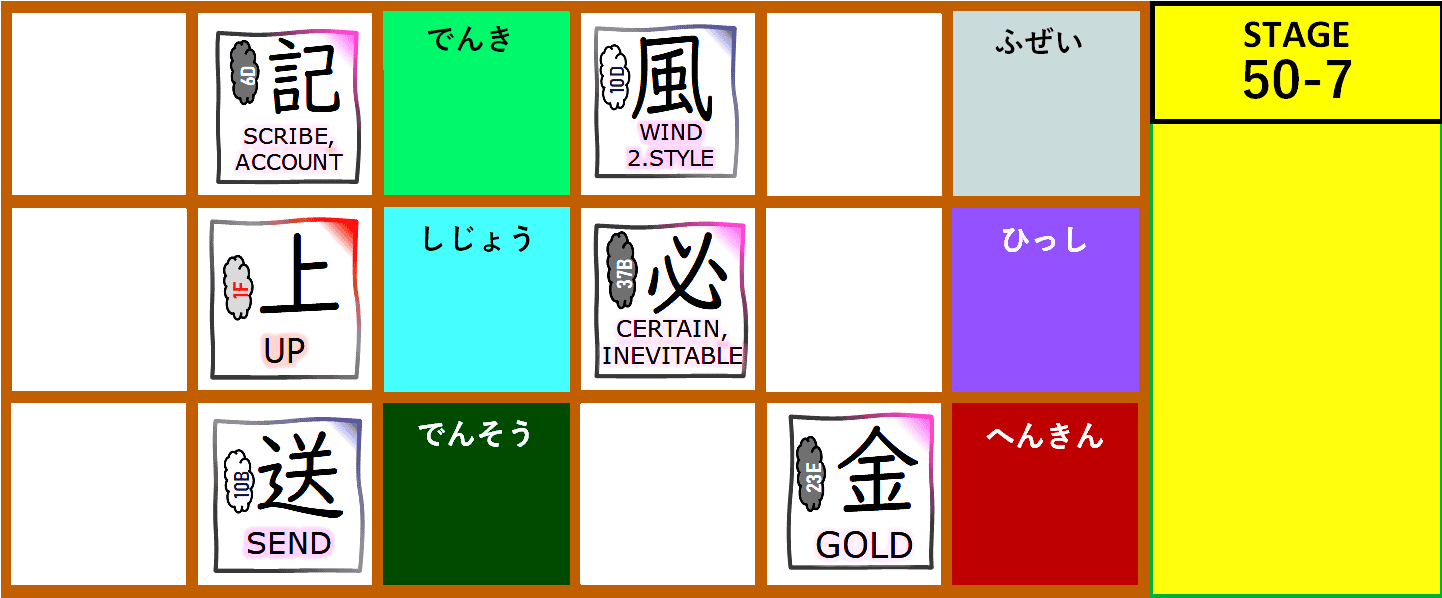 6D
記
SCRIBE,
ACCOUNT
でんき
10D
風
WIND
2.STYLE
ふぜい
STAGE
50-7
1F
上
UP
しじょう
37B
必
CERTAIN,
INEVITABLE
ひっし
10B
送
SEND
でんそう
23E
金
GOLD
へんきん